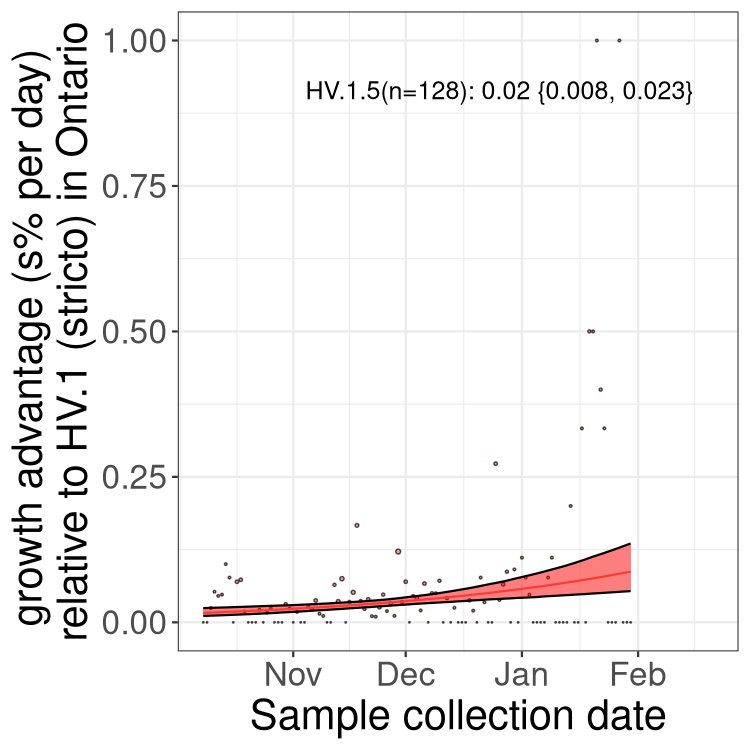 growth advantage (s% per day)
relative to HV.1 (stricto) in Ontario
1.00
HV.1.5(n=128): 0.02 {0.008, 0.023}
0.75
0.50
0.25
0.00
Nov Dec Jan Feb
Sample collection date